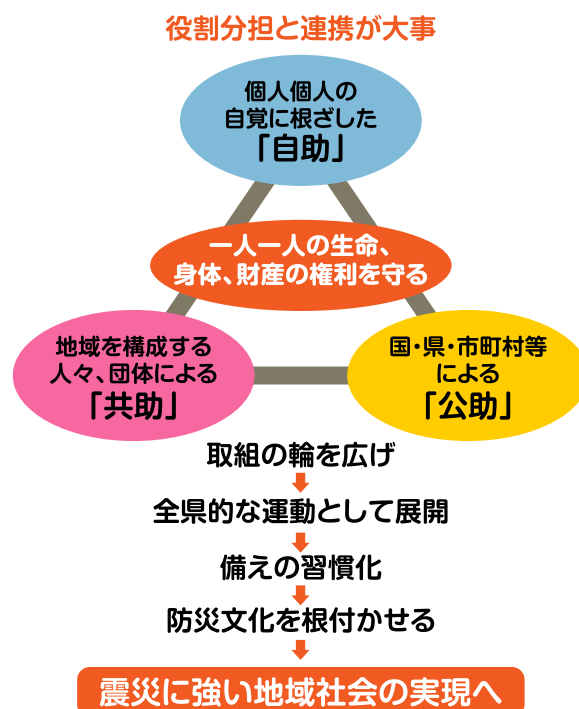 役割分担と連携が大事
個人個人の
自覚に根ざした
「自助」
一人一人の生命、
身体、財産の権利を守る
地域を構成する
人々、団体による
「共助」
国・県・市町村等
による
「公助」
取組の輪を広げ
全県的な運動として展開
備えの習慣化
防災文化を根付かせる
震災に強い地域社会の実現へ